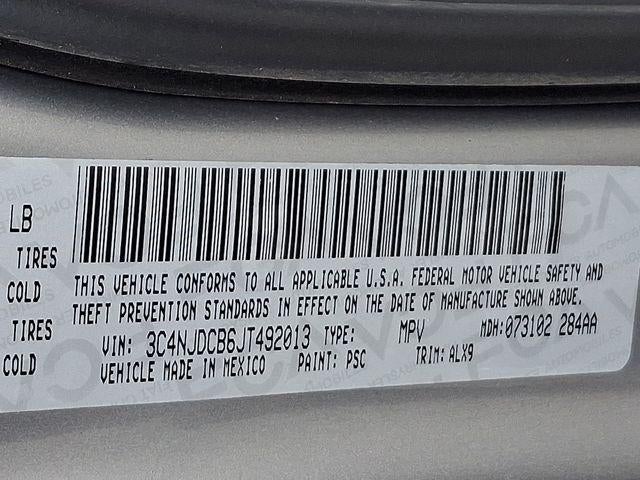 LB
TIRES
COLD
THIS VEHICLE CONFORMS TO ALL APPLICABLE U.S.A. FEDERAL MOTOR VEHICLE SAFETY AND
THEFT PREVENTION STANDARDS IN EFFECT ON THE DATE OF MANUFACTURE SHOWN ABOVE.
TIRES
VIN: 3C4NJDCB6JT492013 TYPE: MPV MDH:073102 284AA
COLD
VEHICLE MADE IN MEXICO PAINT: PSC TRIM: ALX9